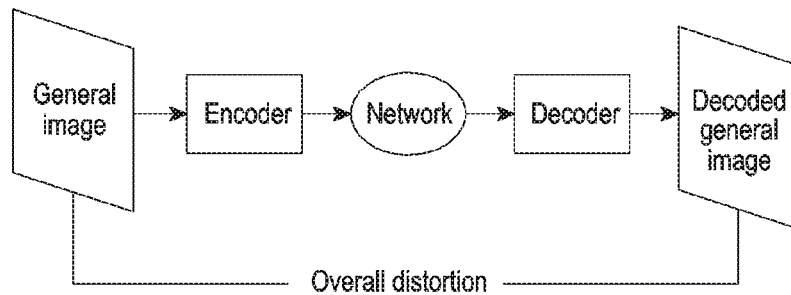 General
image
Encoder
Network
Decoder
Decoded
general
image
Overall distortion